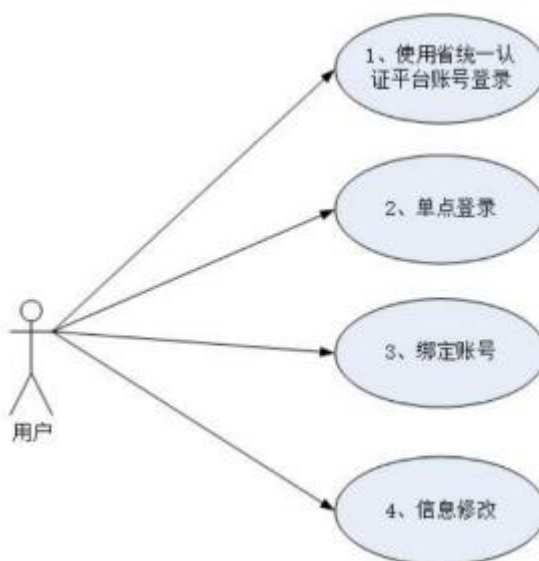 1、使用省统一认
证平台账号登录
2、单点登录
3、绑定账号
用户
4、信息修改